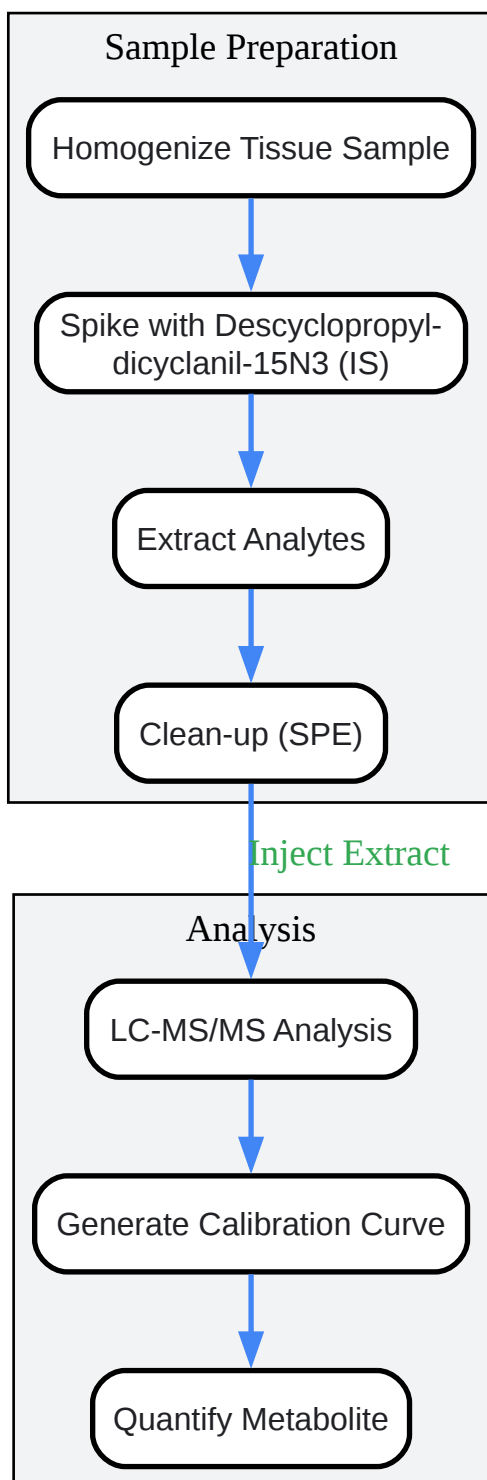 Sample Preparation
Homogenize Tissue Sample
Spike with Descyclopropyl-
dicyclanil-15N3 (IS)
Extract Analytes
Clean-up (SPE)
Inject Extract
Analysis
LC-MS/MS Analysis
Generate Calibration Curve
Quantify Metabolite